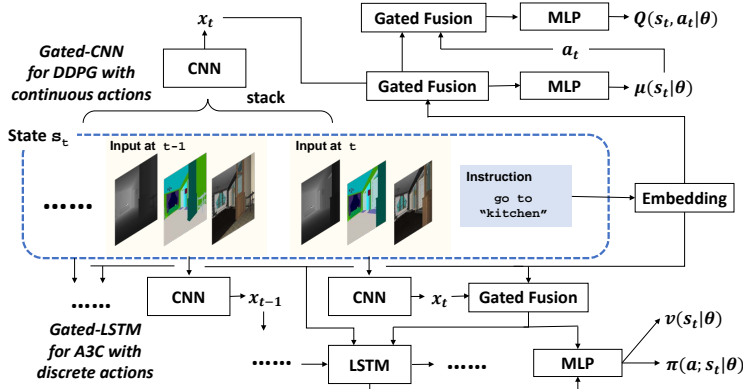 Gated Fusion
MLP
Q(s_t, a_t|θ)
x_t
a_t
Gated-CNN
for DDPG with
continuous actions
CNN
Gated Fusion
MLP
μ(s_t|θ)
stack
State s_t
Input at t-1
Input at t
Instruction
go to
"kitchen"
......
Embedding
......
CNN
x_{t-1}
CNN
x_t
Gated Fusion
Gated-LSTM
for A3C with
discrete actions
......
LSTM
......
MLP
v(s_t|θ)
π(a; s_t|θ)